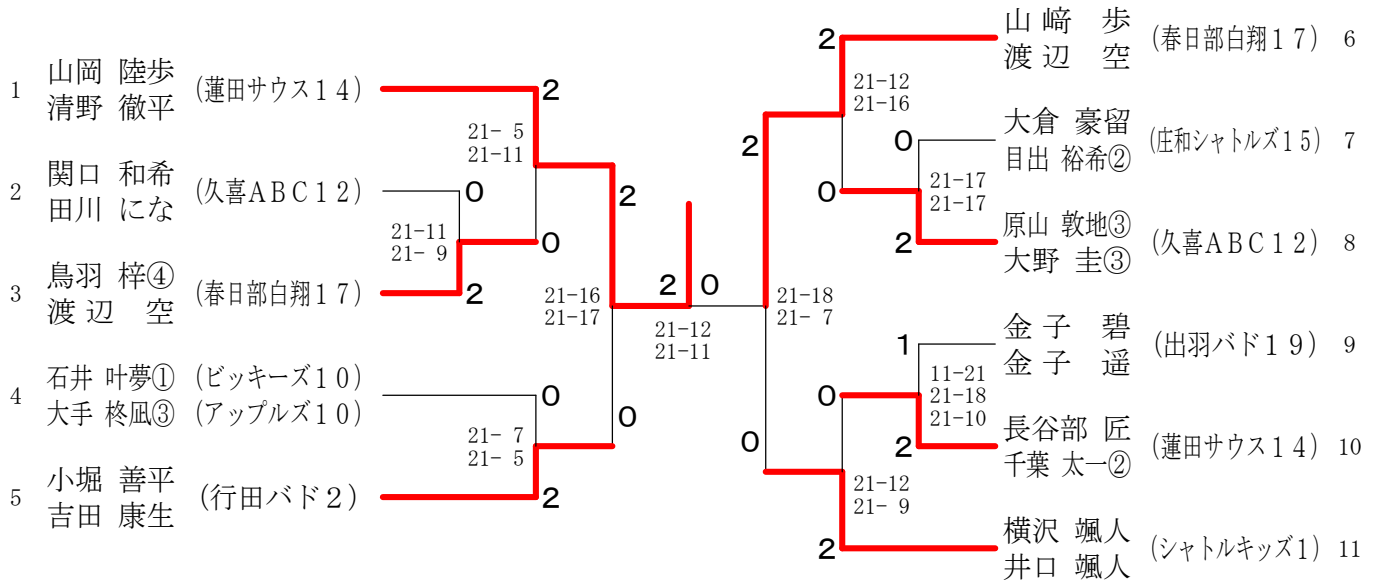 1 山岡 陸歩 (蓮田サウス14)
清野 徹平
2 関口 和希 (久喜ABC12)
田川 にな
3 鳥羽 梓④ (春日部白翔17)
渡辺 空
4 石井 叶夢① (ビッキーズ10)
大手 柊凪③ (アップルズ10)
5 小堀 善平 (行田バド2)
吉田 康生
2
21- 5
21-11
0
0
21-11
21- 9
2
2
21-16
21-17
0
0
21- 7
21- 5
2
2 0
21-12
21-11
2
21-12
21-16
2
0
0
21-17
21-17
2
21-18
21- 7
1
11-21
21-18
21-10
0
2
0
21-12
21- 9
2
山﨑 歩 (春日部白翔17) 6
渡辺 空
大倉 豪留 (庄和シャトルズ15) 7
目出 裕希②
原山 敦地③ (久喜ABC12) 8
大野 圭③
金子 碧 (出羽バド19) 9
金子 遥
長谷部 匠 (蓮田サウス14) 10
千葉 太一②
横沢 颯人 (シャトルキッズ1) 11
井口 颯人